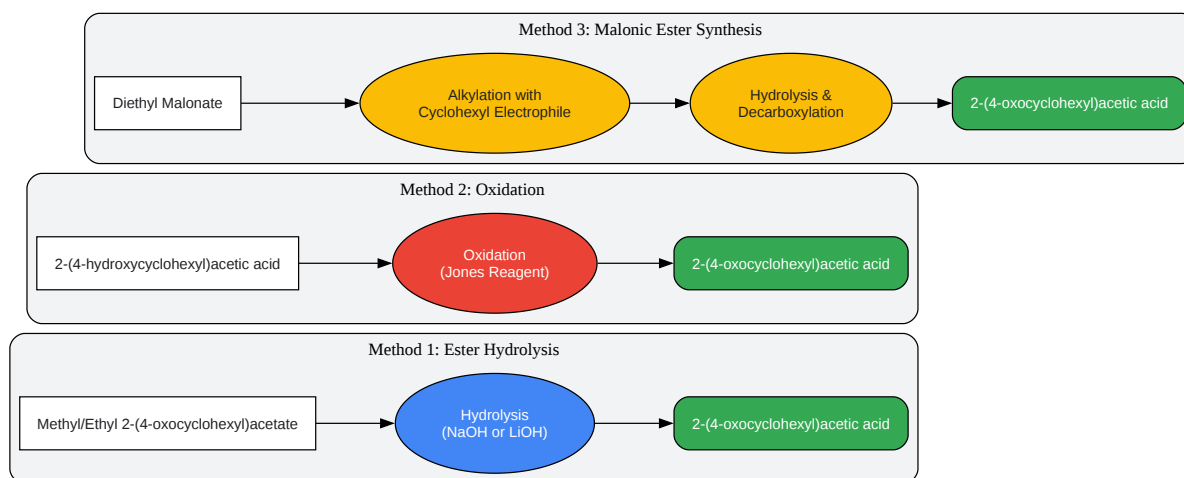 Method 3: Malonic Ester Synthesis
Diethyl Malonate
Alkylation with
Cyclohexyl Electrophile
Hydrolysis &
Decarboxylation
2-(4-oxocyclohexyl)acetic acid
Method 2: Oxidation
2-(4-hydroxycyclohexyl)acetic acid
Oxidation
(Jones Reagent)
2-(4-oxocyclohexyl)acetic acid
Method 1: Ester Hydrolysis
Methyl/Ethyl 2-(4-oxocyclohexyl)acetate
Hydrolysis
(NaOH or LiOH)
2-(4-oxocyclohexyl)acetic acid